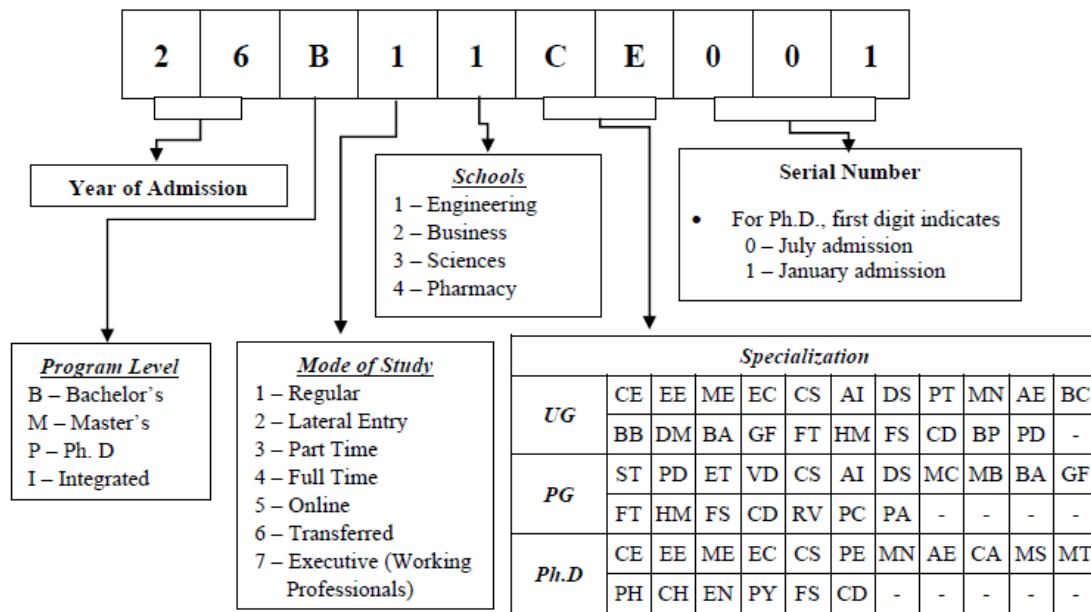 2 6 B 1 1 C E 0 0 1
Year of Admission
Schools
1 – Engineering
2 – Business
3 – Sciences
4 – Pharmacy
Serial Number
• For Ph.D., first digit indicates
0 – July admission
1 – January admission
Program Level
B – Bachelor's
M – Master's
P – Ph. D
I – Integrated
Mode of Study
1 – Regular
2 – Lateral Entry
3 – Part Time
4 – Full Time
5 – Online
6 – Transferred
7 – Executive (Working
Professionals)
Specialization
UG
CE EE ME EC CS AI DS PT MN AE BC
BB DM BA GF FT HM FS CD BP PD -
PG
ST PD ET VD CS AI DS MC MB BA GF
FT HM FS CD RV PC PA - - - -
Ph.D
CE EE ME EC CS PE MN AE CA MS MT
PH CH EN PY FS CD - - - - -